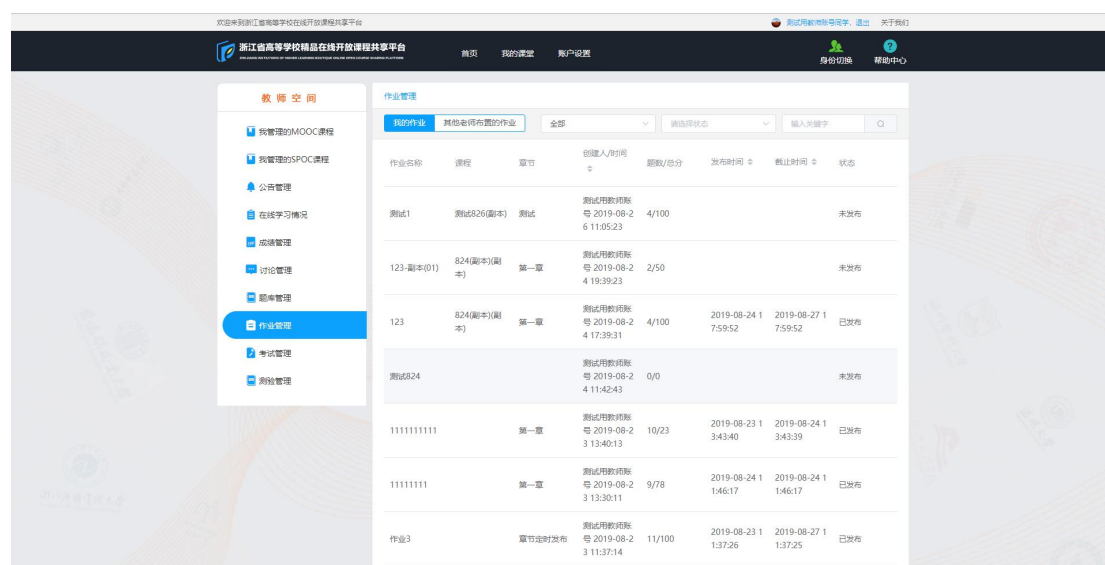 欢迎来到浙江省高等学校在线开放课程共享平台
测试用教师账号同学、退出 关于我们
浙江省高等学校精品在线开放课程共享平台
首页 我的课堂 账户设置
身份切换 帮助中心
教师空间
我管理的MOOC课程
我管理的SPOC课程
公告管理
在线学习情况
成绩管理
讨论管理
题库管理
作业管理
考试管理
测验管理
作业管理
我的作业 其他老师布置的作业 全部 请选择状态 输入关键字
作业名称 课程 章节 创建人/时间 题数/总分 发布时间 截止时间 状态
测试用教师账
测试1 测试826(副本) 测试 号 2019-08-2 4/100 未发布
6 11:05:23
测试用教师账
123-副本(01) 824(副本)(副本) 第一章 号 2019-08-2 2/50 未发布
4 19:39:23
测试用教师账
123 824(副本)(副本) 第一章 号 2019-08-2 4/100 2019-08-24 17:59:52 2019-08-27 17:59:52 已发布
4 17:39:31
测试用教师账
测试824 号 2019-08-2 0/0 未发布
4 11:42:43
测试用教师账
1111111111 第一章 号 2019-08-2 10/23 2019-08-23 13:43:40 2019-08-24 13:43:39 已发布
3 13:40:13
测试用教师账
11111111 第一章 号 2019-08-2 9/78 2019-08-24 11:46:17 2019-08-24 11:46:17 已发布
3 13:30:11
测试用教师账
作业3 章节定时发布 号 2019-08-2 11/100 2019-08-23 11:37:26 2019-08-27 11:37:25 已发布
3 11:37:14